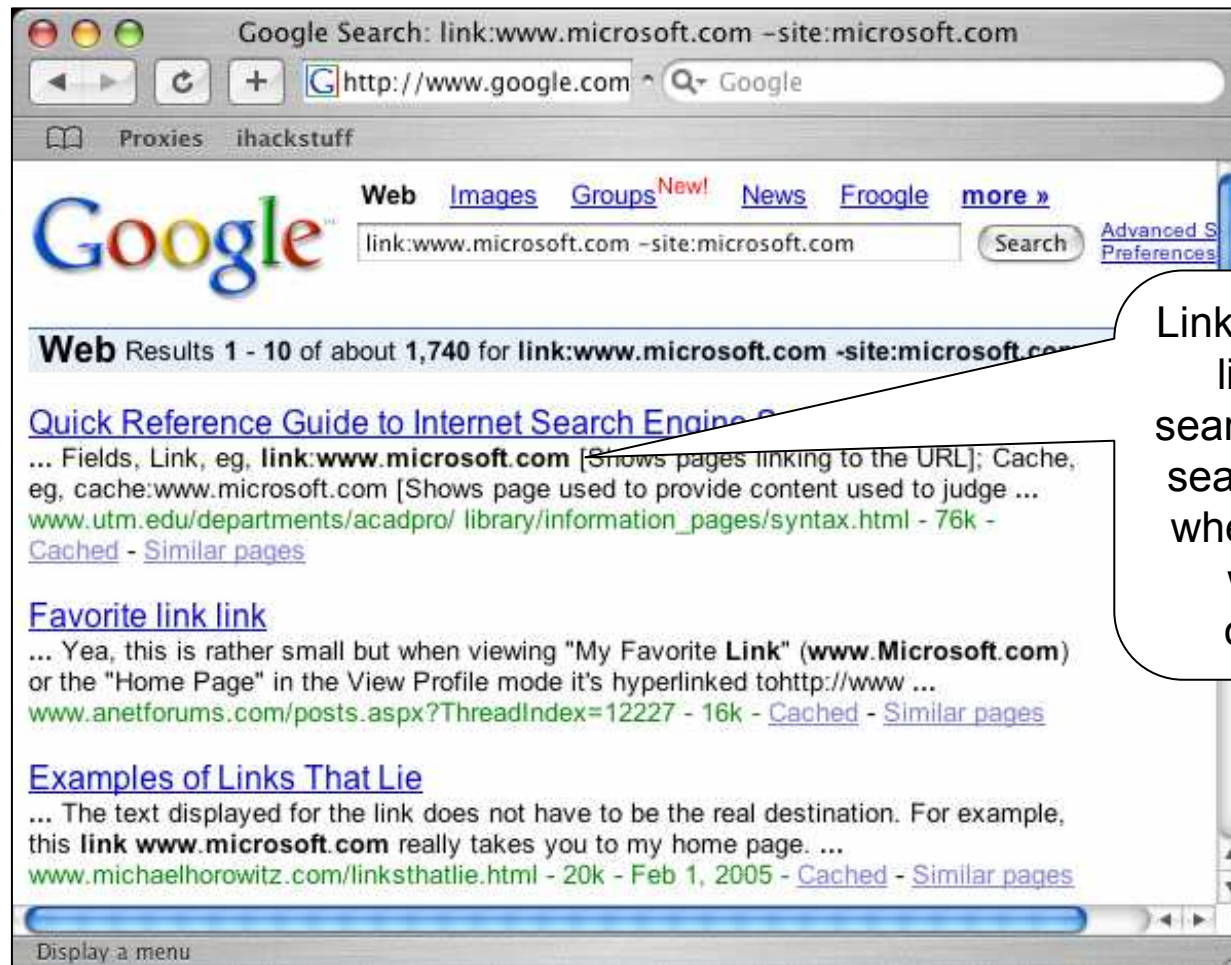 Google Search: link:www.microsoft.com -site:microsoft.com
http://www.google.com Google
Proxies ihackstuff
Google
Web Images Groups New! News Froogle more »
link:www.microsoft.com -site:microsoft.com Search Advanced S
Preferences
Web Results 1 - 10 of about 1,740 for link:www.microsoft.com -site:microsoft.com
Quick Reference Guide to Internet Search Engine
... Fields, Link, eg, link:www.microsoft.com [Shows pages linking to the URL]; Cache,
eg, cache:www.microsoft.com [Shows page used to provide content used to judge ...
www.utm.edu/departments/acadpro/ library/information_pages/syntax.html - 76k -
Cached - Similar pages
Favorite link link
... Yea, this is rather small but when viewing "My Favorite Link" (www.Microsoft.com)
or the "Home Page" in the View Profile mode it's hyperlinked tohttp://www ...
www.anetforums.com/posts.aspx?ThreadIndex=12227 - 16k - Cached - Similar pages
Examples of Links That Lie
... The text displayed for the link does not have to be the real destination. For example,
this link www.microsoft.com really takes you to my home page. ...
www.michaelhorowitz.com/linksthatlie.html - 20k - Feb 1, 2005 - Cached - Similar pages
Display a menu
Link
li
sear
sea
whe